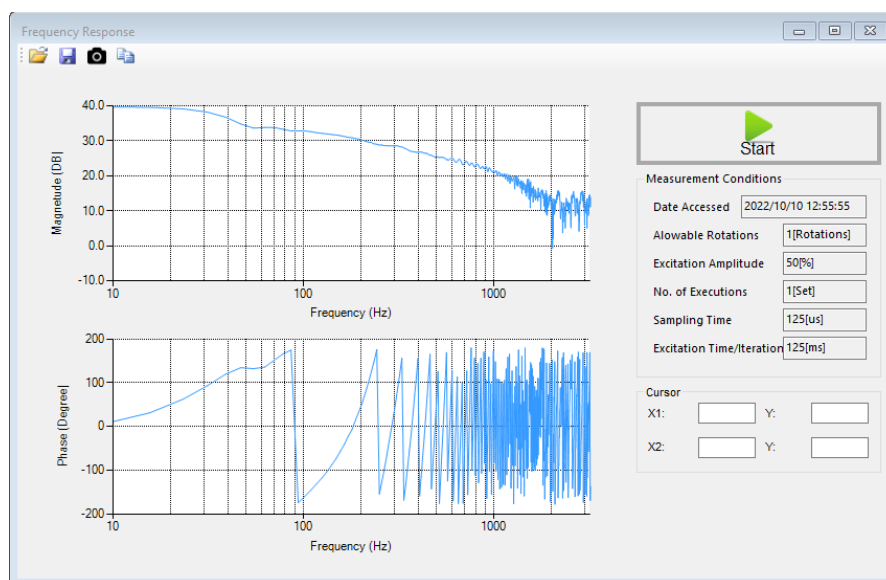 Frequency Response
40.0
30.0
20.0
10.0
0.0
-10.0
Magnetude [DB]
10
100
1000
Frequency (Hz)
200
100
0
-100
-200
Phase [Degree]
10
100
1000
Frequency (Hz)
Start
Measurement Conditions
Date Accessed 2022/10/10 12:55:55
Alowable Rotations 1[Rotations]
Excitation Amplitude 50[%]
No. of Executions 1[Set]
Sampling Time 125[us]
Excitation Time/Iteration 125[ms]
Cursor
X1: Y:
X2: Y: